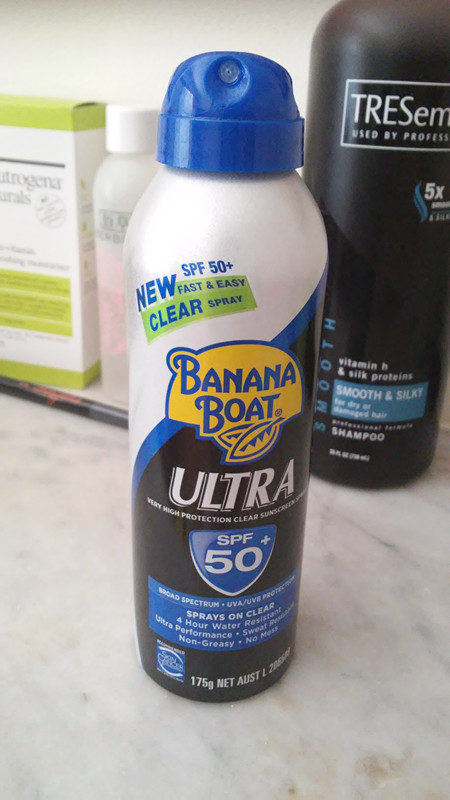 SPF 50+
NEW FAST & EASY
CLEAR SPRAY
BANANA
BOAT®
ULTRA
VERY HIGH PROTECTION CLEAR SUNSCREEN
SPF
50+
BROAD SPECTRUM • UVA/UVB PROTECTION
SPRAYS ON CLEAR
4 Hour Water Resistant
Ultra Performance • Sweat
Non-Greasy • No Mess
175g NET AUST L
utrogena
urals
TRESem
USED BY PROFESS
5x
SMOOTH
vitamin h
& silk proteins
SMOOTH & SILKY
for dry or
damaged hair
professional formula
SHAMPOO